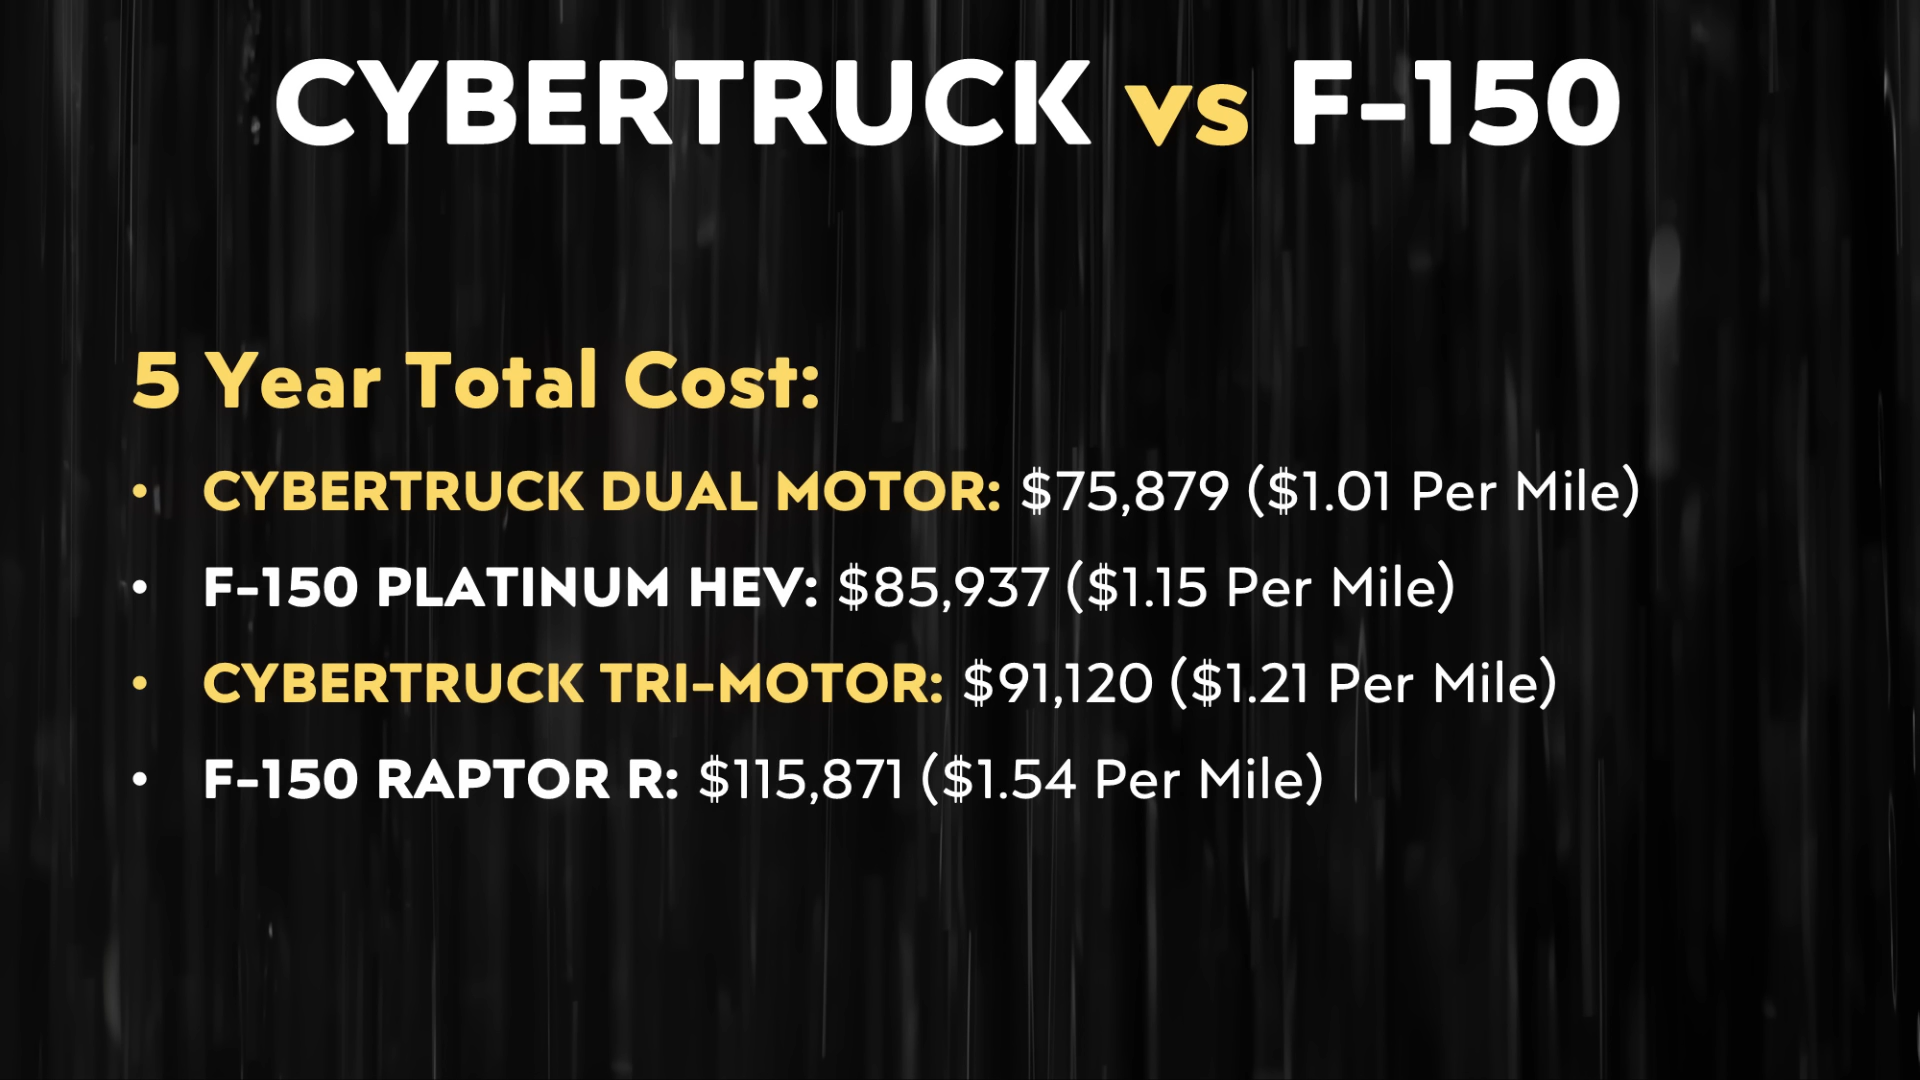 CYBERTRUCK vs F-150
5 Year Total Cost:
• CYBERTRUCK DUAL MOTOR: $75,879 ($1.01 Per Mile)
• F-150 PLATINUM HEV: $85,937 ($1.15 Per Mile)
• CYBERTRUCK TRI-MOTOR: $91,120 ($1.21 Per Mile)
• F-150 RAPTOR R: $115,871 ($1.54 Per Mile)